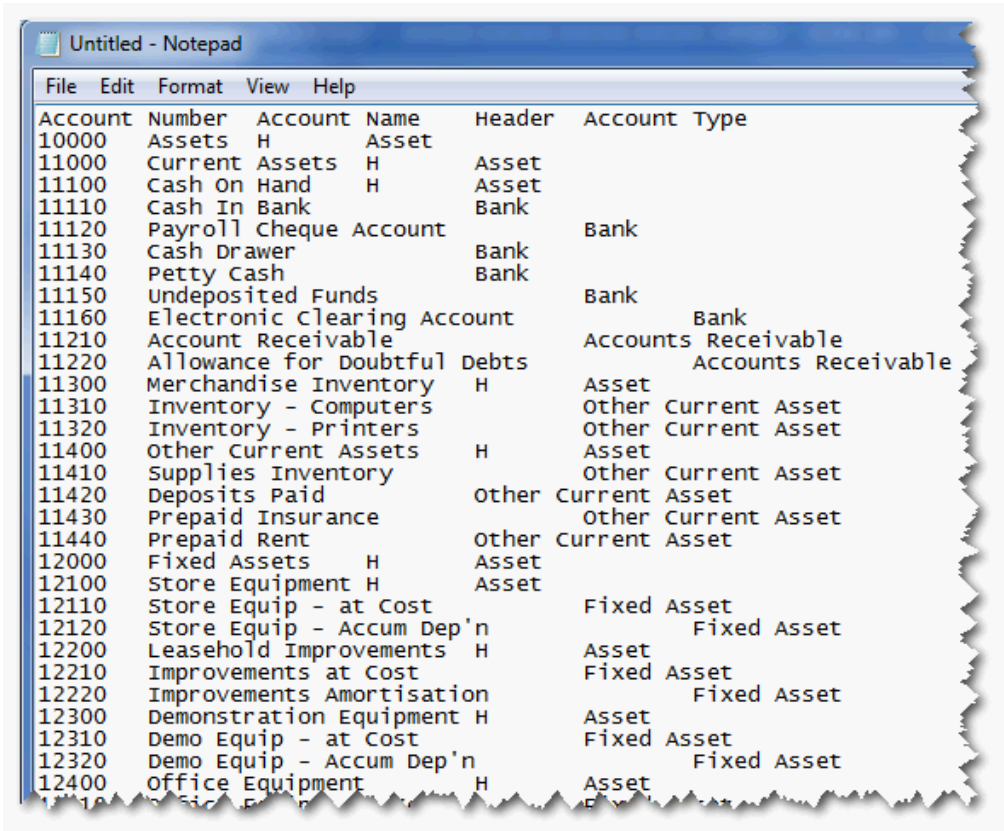 Untitled - Notepad
File Edit Format View Help
Account Number Account Name Header Account Type
10000 Assets H Asset
11000 Current Assets H Asset
11100 Cash On Hand H Asset
11110 Cash In Bank Bank
11120 Payroll Cheque Account Bank
11130 Cash Drawer Bank
11140 Petty Cash Bank
11150 Undeposited Funds Bank
11160 Electronic Clearing Account Bank
11210 Account Receivable Accounts Receivable
11220 Allowance for Doubtful Debts Accounts Receivable
11300 Merchandise Inventory H Asset
11310 Inventory - Computers Other Current Asset
11320 Inventory - Printers Other Current Asset
11400 Other Current Assets H Asset
11410 Supplies Inventory Other Current Asset
11420 Deposits Paid Other Current Asset
11430 Prepaid Insurance Other Current Asset
11440 Prepaid Rent Other Current Asset
12000 Fixed Assets H Asset
12100 Store Equipment H Asset
12110 Store Equip - at Cost Fixed Asset
12120 Store Equip - Accum Dep'n Fixed Asset
12200 Leasehold Improvements H Asset
12210 Improvements at Cost Fixed Asset
12220 Improvements Amortisation Fixed Asset
12300 Demonstration Equipment H Asset
12310 Demo Equip - at Cost Fixed Asset
12320 Demo Equip - Accum Dep'n Fixed Asset
12400 Office Equipment H Asset